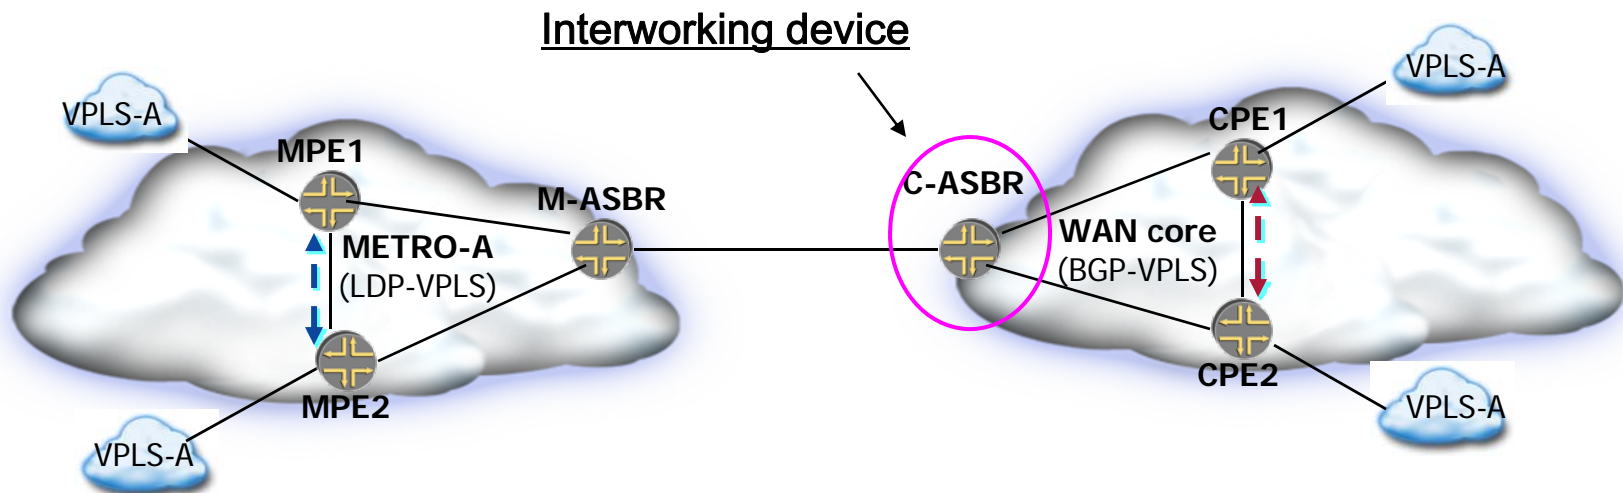 Interworking device
VPLS-A
VPLS-A
MPE1
CPE1
M-ASBR
C-ASBR
METRO-A
(LDP-VPLS)
WAN core
(BGP-VPLS)
MPE2
CPE2
VPLS-A
VPLS-A